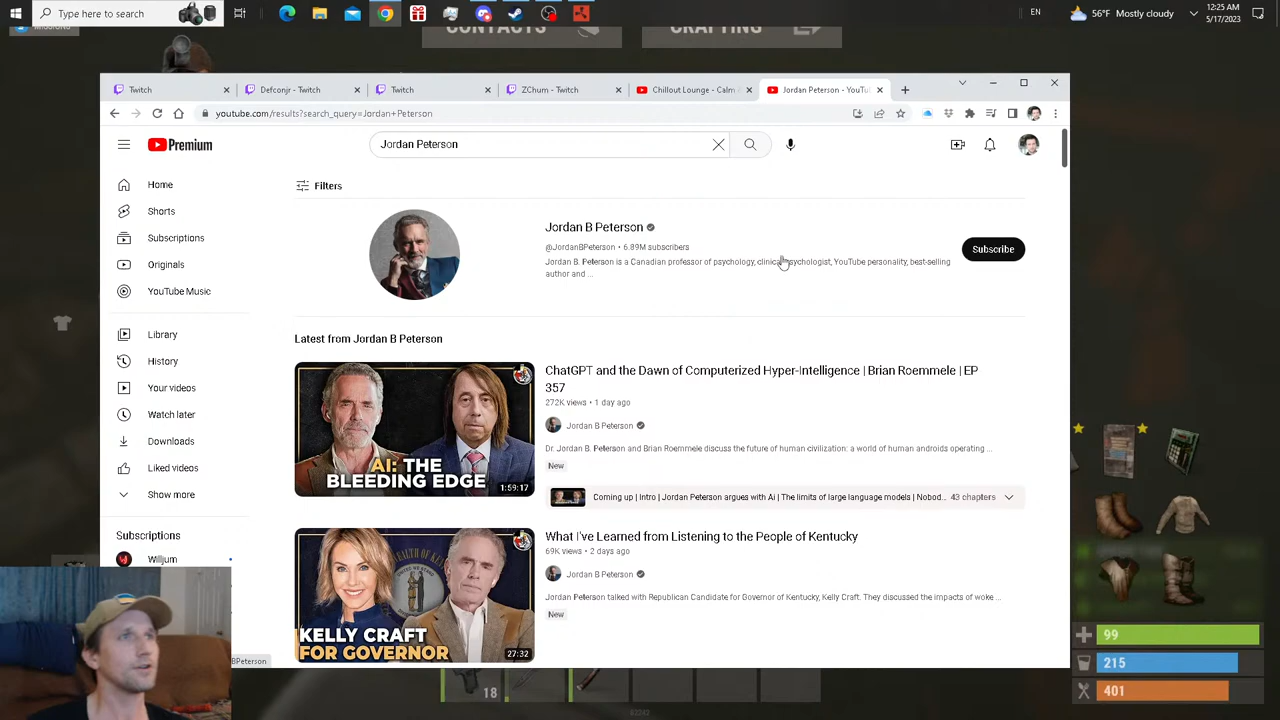 Type here to search
EN
56°F Mostly cloudy
12:25 AM
5/17/2023
CONTACTS
CRAFTING
Twitch
Defconjr - Twitch
Twitch
ZChum - Twitch
Chillout Lounge - Calm
Jordan Peterson - YouTu
youtube.com/results?search_query=Jordan+Peterson
Premium
Jordan Peterson
Home
Shorts
Subscriptions
Originals
YouTube Music
Library
History
Your videos
Watch later
Downloads
Liked videos
Show more
Subscriptions
Willjum
BPeterson
Filters
Jordan B Peterson
@JordanBPeterson • 6.89M subscribers
Jordan B. Peterson is a Canadian professor of psychology, clinical psychologist, YouTube personality, best-selling
author and ...
Subscribe
Latest from Jordan B Peterson
AI: THE
BLEEDING EDGE
1:59:17
ChatGPT and the Dawn of Computerized Hyper-Intelligence | Brian Roemmele | EP
357
272K views • 1 day ago
Jordan B Peterson
Dr. Jordan B. Peterson and Brian Roemmele discuss the future of human civilization: a world of human androids operating ...
New
Coming up | Intro | Jordan Peterson argues with Ai | The limits of large language models | Nobod...
43 chapters
KELLY CRAFT
FOR GOVERNOR
27:32
What I've Learned from Listening to the People of Kentucky
69K views • 2 days ago
Jordan B Peterson
Jordan Peterson talked with Republican Candidate for Governor of Kentucky, Kelly Craft. They discussed the impacts of woke ...
New
18
99
215
401